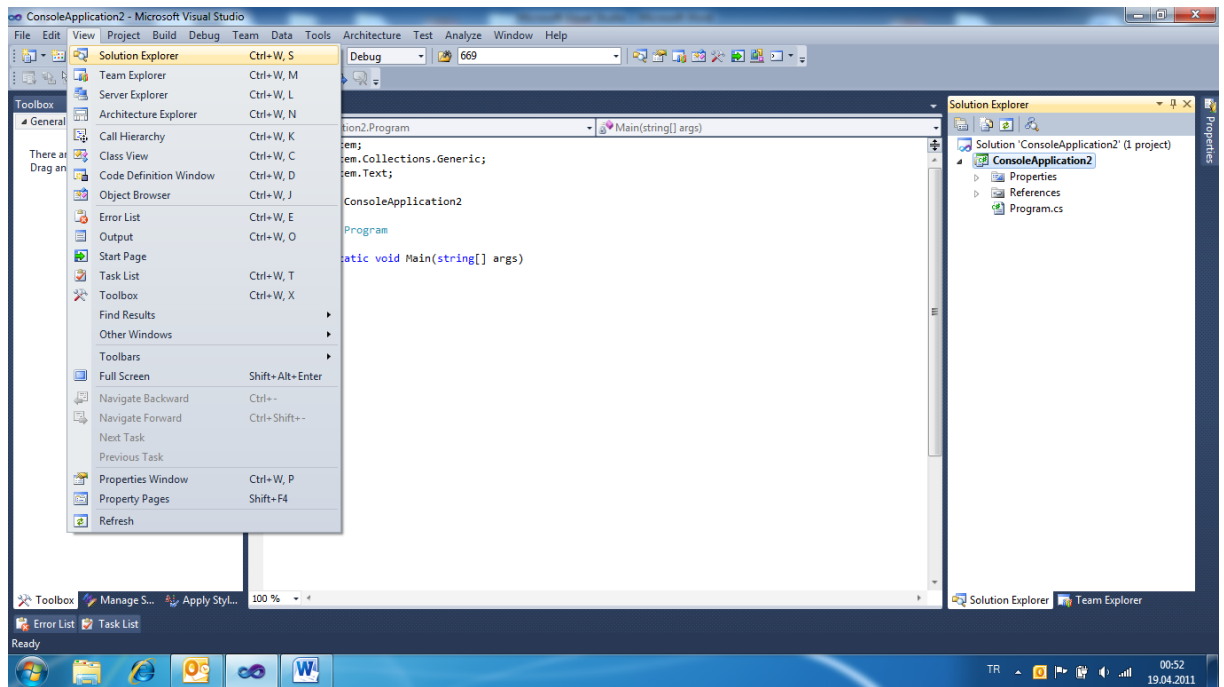 ConsoleApplication2 - Microsoft Visual Studio
File Edit View Project Build Debug Team Data Tools Architecture Test Analyze Window Help
Debug 669
Solution Explorer Ctrl+W, S
Team Explorer Ctrl+W, M
Server Explorer Ctrl+W, L
Architecture Explorer Ctrl+W, N
Call Hierarchy Ctrl+W, K
Class View Ctrl+W, C
Code Definition Window Ctrl+W, D
Object Browser Ctrl+W, J
Error List Ctrl+W, E
Output Ctrl+W, O
Start Page
Task List Ctrl+W, T
Toolbox Ctrl+W, X
Find Results
Other Windows
Toolbars
Full Screen Shift+Alt+Enter
Navigate Backward Ctrl+-
Navigate Forward Ctrl+Shift+-
Next Task
Previous Task
Properties Window Ctrl+W, P
Property Pages Shift+F4
Refresh
Toolbox
General
There ar
Drag an
tion2.Program Main(string[] args)
em;
em.Collections.Generic;
em.Text;
ConsoleApplication2
Program
atic void Main(string[] args)
100 %
Solution Explorer
Solution 'ConsoleApplication2' (1 project)
ConsoleApplication2
Properties
References
Program.cs
Properties
Toolbox Manage S... Apply Styl...
Solution Explorer Team Explorer
Error List Task List
Ready
TR 00:52
19.04.2011